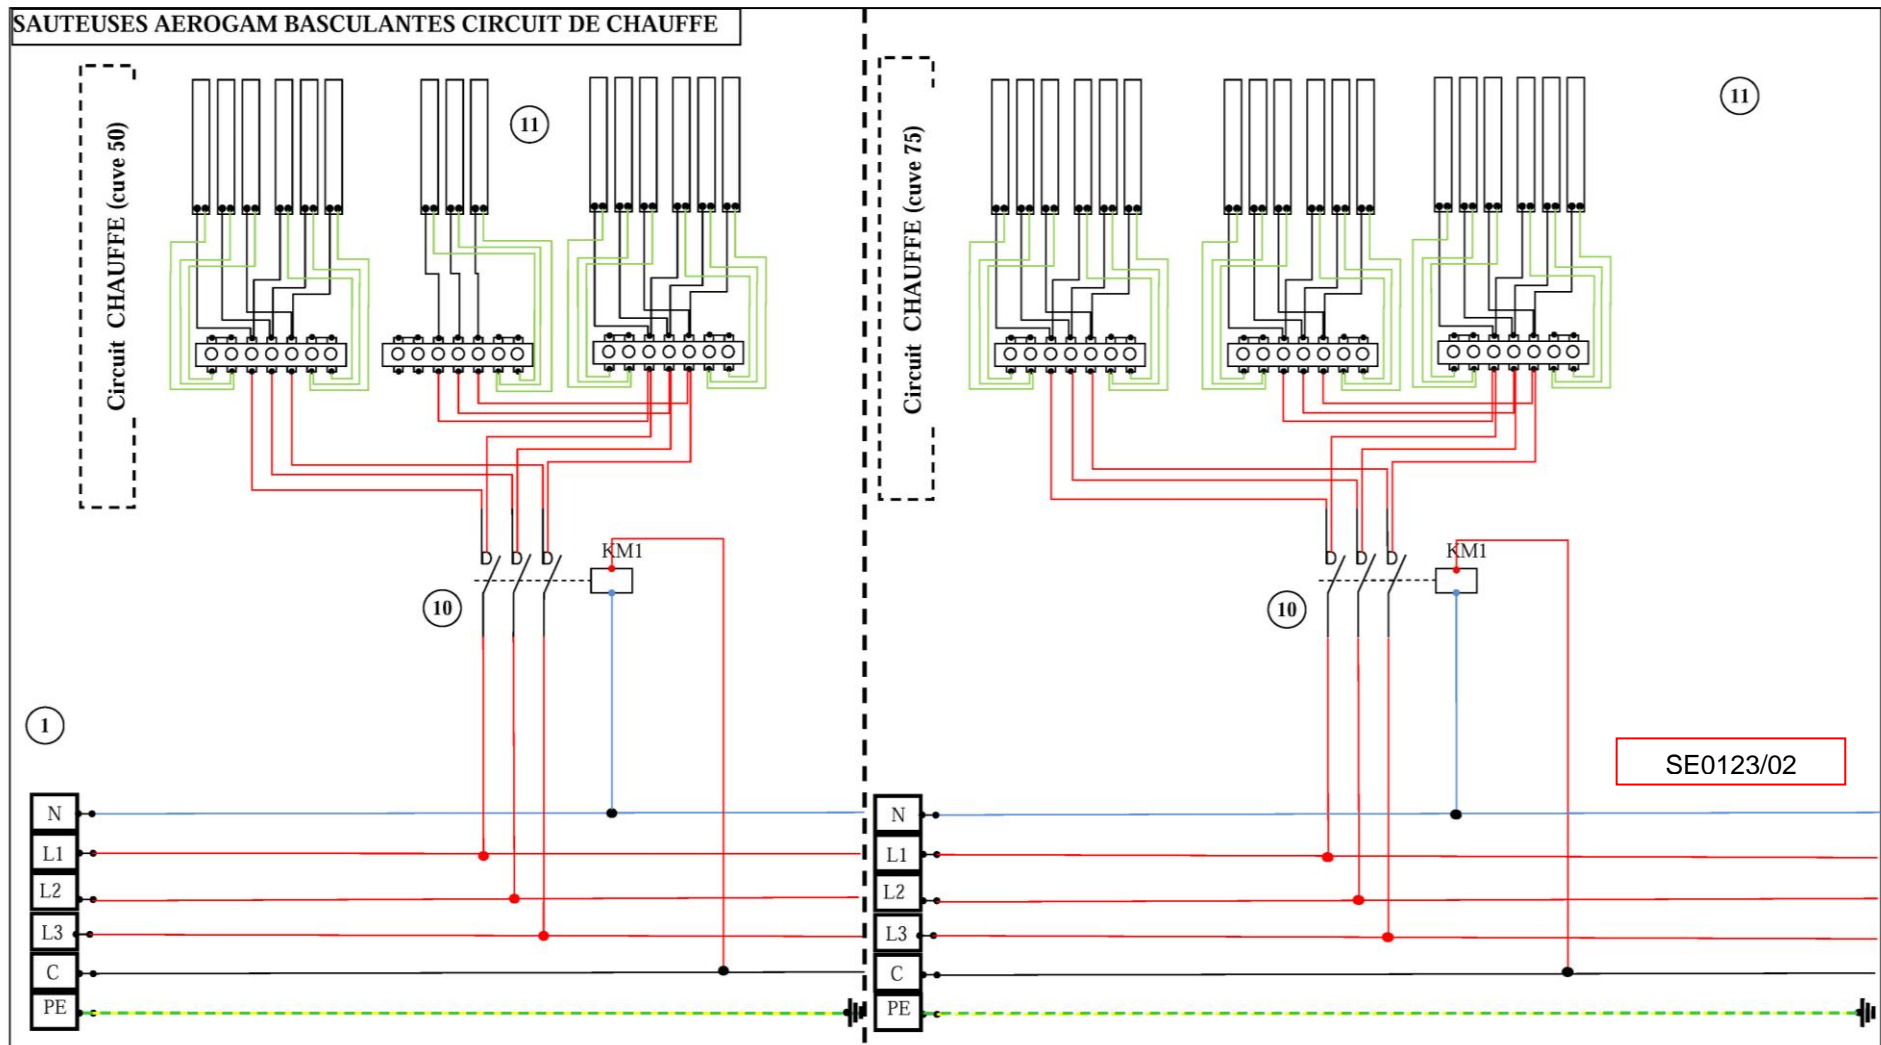 SAUTEUSES AEROGAM BASCULANTES CIRCUIT DE CHAUFFE
Circuit CHAUFFE (cuve 50)
11
KM1
10
1
N
L1
L2
L3
C
PE
Circuit CHAUFFE (cuve 75)
11
KM1
10
SE0123/02
N
L1
L2
L3
C
PE